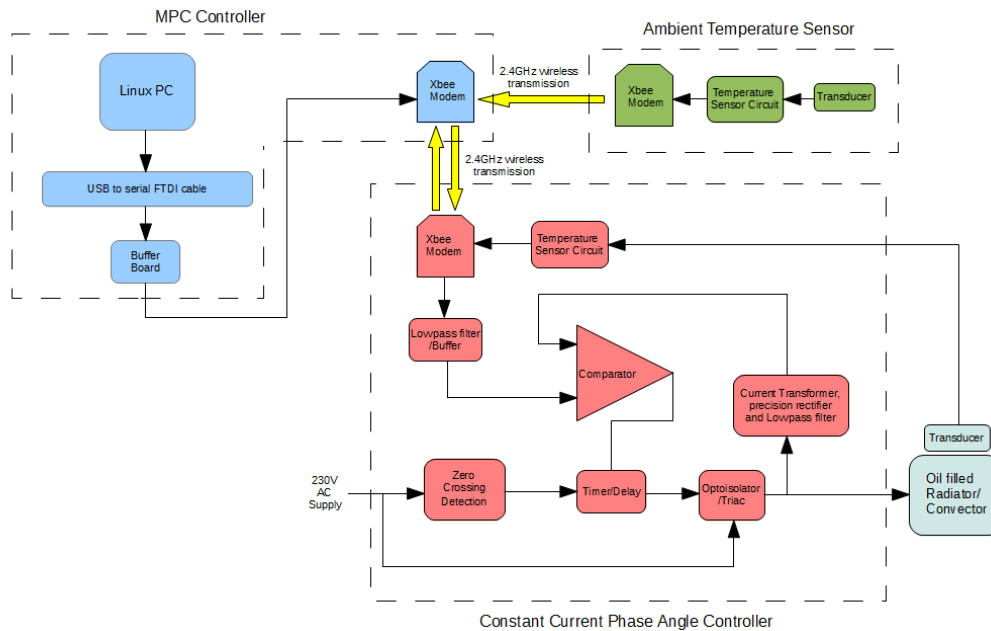 MPC Controller
Ambient Temperature Sensor
Linux PC
Xbee
Modem
2.4GHz wireless
transmission
Xbee
Modem
Temperature
Sensor Circuit
Transducer
USB to serial FTDI cable
2.4GHz wireless
transmission
Buffer
Board
Xbee
Modem
Temperature
Sensor Circuit
Lowpass filter
/Buffer
Comparator
Current Transformer,
precision rectifier
and Lowpass filter
Transducer
230V
AC
Supply
Zero
Crossing
Detection
Timer/Delay
Optoisolator
/Triac
Oil filled
Radiator/
Convector
Constant Current Phase Angle Controller